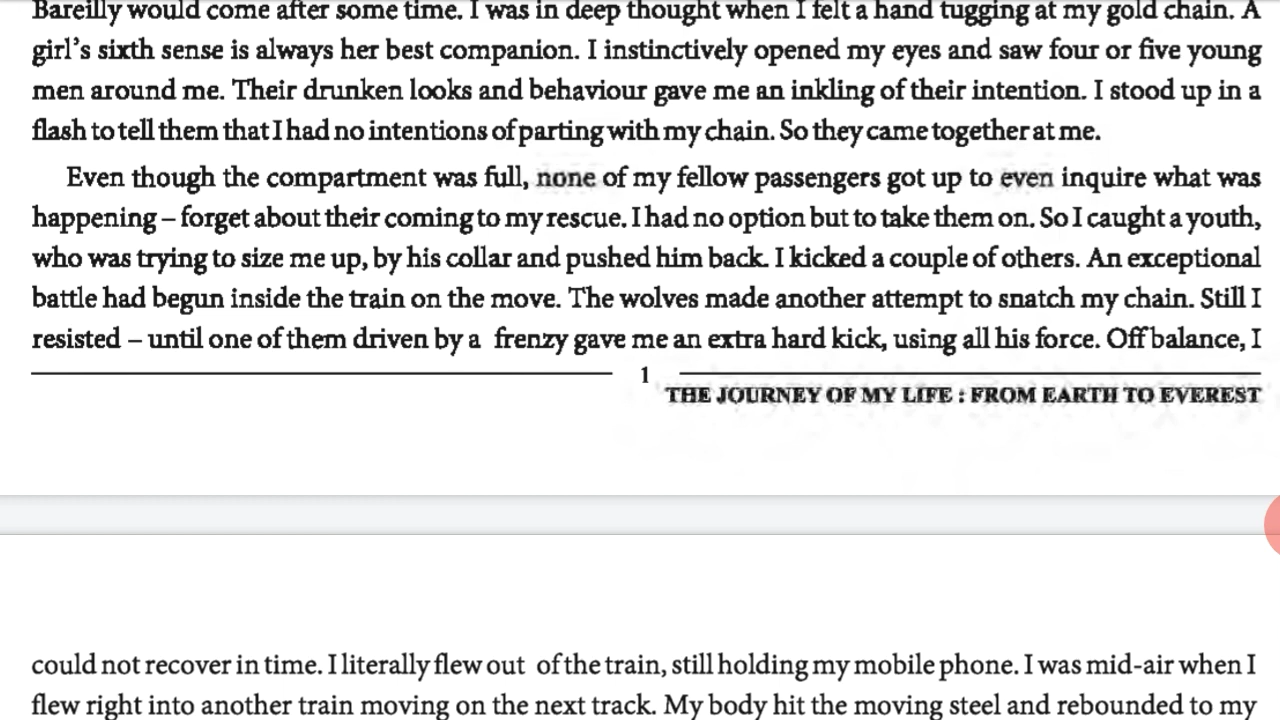 Bareilly would come after some time. I was in deep thought when I felt a hand tugging at my gold chain. A
girl's sixth sense is always her best companion. I instinctively opened my eyes and saw four or five young
men around me. Their drunken looks and behaviour gave me an inkling of their intention. I stood up in a
flash to tell them that I had no intentions of parting with my chain. So they came together at me.
Even though the compartment was full, none of my fellow passengers got up to even inquire what was
happening – forget about their coming to my rescue. I had no option but to take them on. So I caught a youth,
who was trying to size me up, by his collar and pushed him back. I kicked a couple of others. An exceptional
battle had begun inside the train on the move. The wolves made another attempt to snatch my chain. Still I
resisted – until one of them driven by a frenzy gave me an extra hard kick, using all his force. Off balance, I
1
THE JOURNEY OF MY LIFE : FROM EARTH TO EVEREST
could not recover in time. I literally flew out of the train, still holding my mobile phone. I was mid-air when I
flew right into another train moving on the next track. My body hit the moving steel and rebounded to my